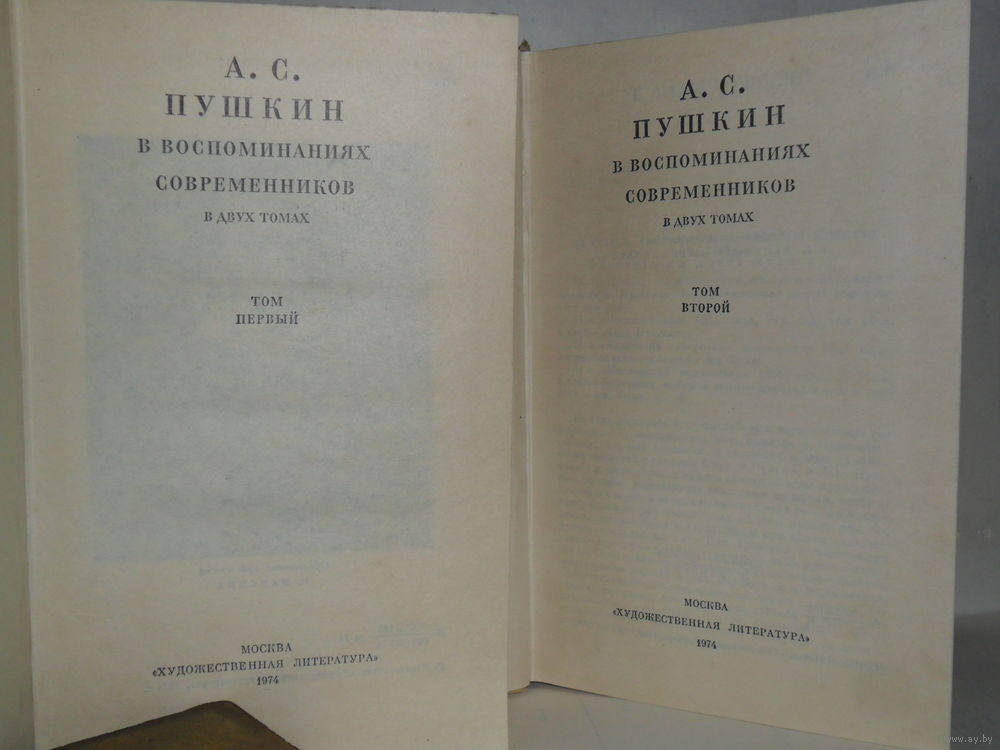 А. С.
ПУШКИН
В ВОСПОМИНАНИЯХ
СОВРЕМЕННИКОВ
В ДВУХ ТОМАХ
ТОМ
ПЕРВЫЙ
МОСКВА
«ХУДОЖЕСТВЕННАЯ ЛИТЕРАТУРА»
1974
А. С.
ПУШКИН
В ВОСПОМИНАНИЯХ
СОВРЕМЕННИКОВ
В ДВУХ ТОМАХ
ТОМ
ВТОРОЙ
МОСКВА
«ХУДОЖЕСТВЕННАЯ ЛИТЕРАТУРА»
1974
www.ay.by